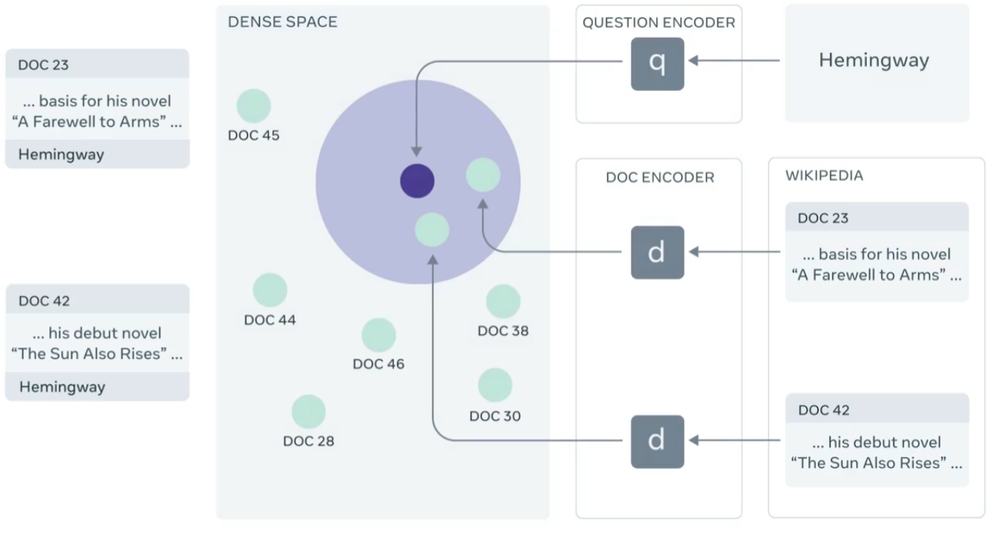 DOC 23
... basis for his novel
“A Farewell to Arms” ...
Hemingway
DOC 42
... his debut novel
“The Sun Also Rises” ...
Hemingway
DENSE SPACE
DOC 45
DOC 44
DOC 46
DOC 38
DOC 30
DOC 28
QUESTION ENCODER
q
Hemingway
DOC ENCODER
d
d
WIKIPEDIA
DOC 23
... basis for his novel
“A Farewell to Arms” ...
DOC 42
... his debut novel
“The Sun Also Rises” ...